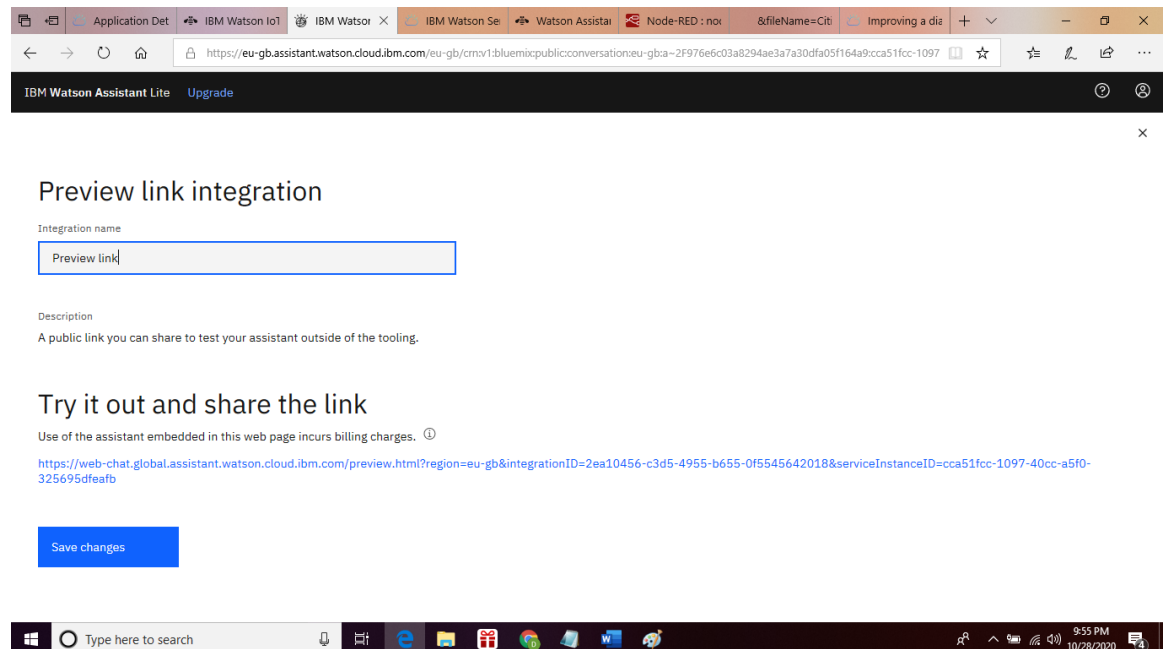 Application Det
IBM Watson IoT
IBM Watsor
IBM Watson Ser
Watson Assistar
Node-RED : noc
&fileName=Citi
Improving a dia
https://eu-gb.assistant.watson.cloud.ibm.com/eu-gb/crn:v1:bluemix:public:conversation:eu-gb:a~2F976e6c03a8294ae3a7a30dfa05f164a9:cca51fcc-1097
IBM Watson Assistant Lite Upgrade
Preview link integration
Integration name
Preview link
Description
A public link you can share to test your assistant outside of the tooling.
Try it out and share the link
Use of the assistant embedded in this web page incurs billing charges.
https://web-chat.global.assistant.watson.cloud.ibm.com/preview.html?region=eu-gb&integrationID=2ea10456-c3d5-4955-b655-0f5545642018&serviceInstanceID=cca51fcc-1097-40cc-a5f0-
325695dfeafb
Save changes
Type here to search
9:55 PM
10/28/2020
4